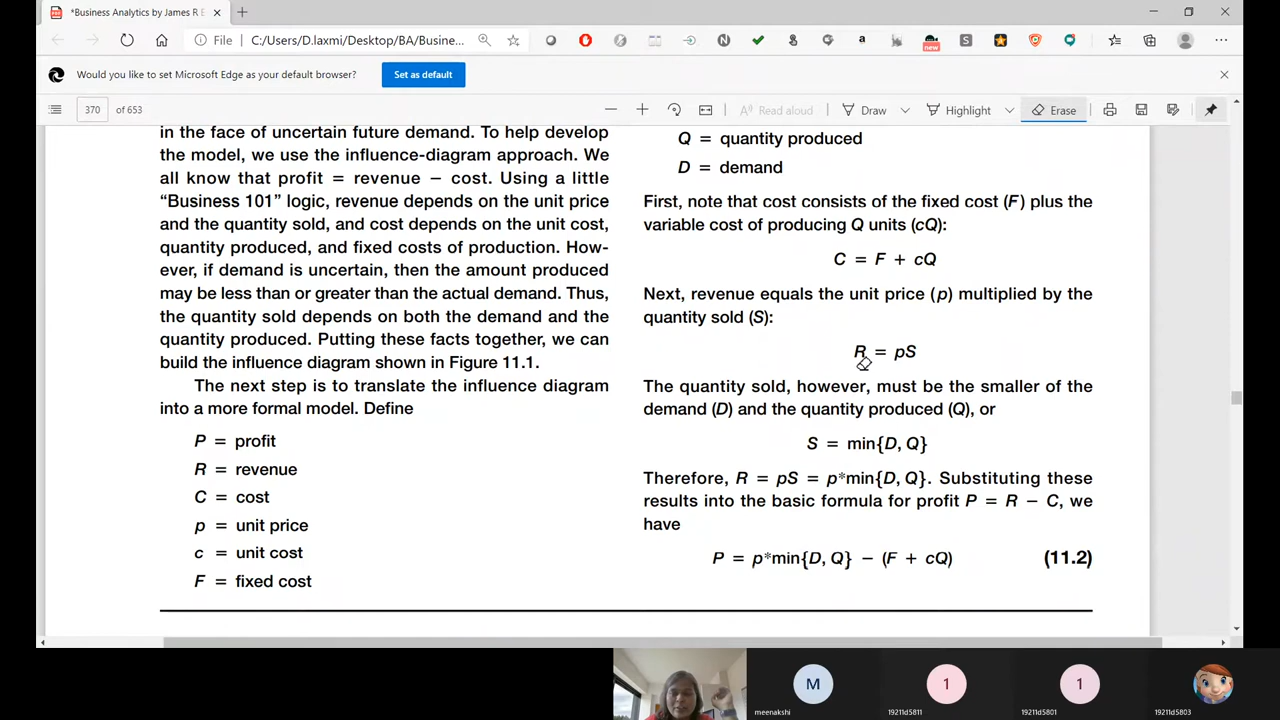 *Business Analytics by James R E
File
C:/Users/D.laxmi/Desktop/BA/Busine...
new
Would you like to set Microsoft Edge as your default browser?
Set as default
370 of 653
Read aloud
Draw
Highlight
Erase
in the face of uncertain future demand. To help develop
the model, we use the influence-diagram approach. We
all know that profit = revenue − cost. Using a little
“Business 101” logic, revenue depends on the unit price
and the quantity sold, and cost depends on the unit cost,
quantity produced, and fixed costs of production. How-
ever, if demand is uncertain, then the amount produced
may be less than or greater than the actual demand. Thus,
the quantity sold depends on both the demand and the
quantity produced. Putting these facts together, we can
build the influence diagram shown in Figure 11.1.
The next step is to translate the influence diagram
into a more formal model. Define
P = profit
R = revenue
C = cost
p = unit price
c = unit cost
F = fixed cost
Q = quantity produced
D = demand
First, note that cost consists of the fixed cost (F) plus the
variable cost of producing Q units (cQ):
C = F + cQ
Next, revenue equals the unit price (p) multiplied by the
quantity sold (S):
R = pS
The quantity sold, however, must be the smaller of the
demand (D) and the quantity produced (Q), or
S = min{D, Q}
Therefore, R = pS = p*min{D, Q}. Substituting these
results into the basic formula for profit P = R − C, we
have
P = p*min{D, Q} − (F + cQ) (11.2)
M
meenakshi
1
19211d5811
1
19211d5801
19211d5803